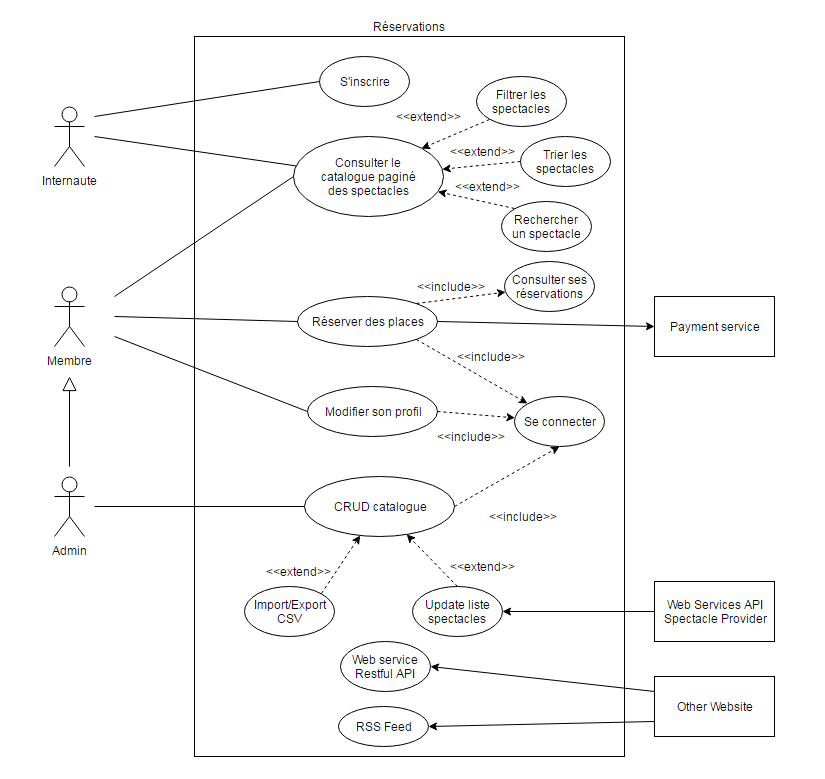 Réservations
S'inscrire
Filtrer les
spectacles
<<extend>>
Internaute
Consulter le
catalogue paginé
des spectacles
<<extend>>
Trier les
spectacles
<<extend>>
Rechercher
un spectacle
Membre
<<include>>
Consulter ses
réservations
Réserver des places
Payment service
<<include>>
Modifier son profil
<<include>>
Se connecter
Admin
CRUD catalogue
<<include>>
<<extend>>
<<extend>>
Import/Export
CSV
Update liste
spectacles
Web Services API
Spectacle Provider
Web service
Restful API
RSS Feed
Other Website